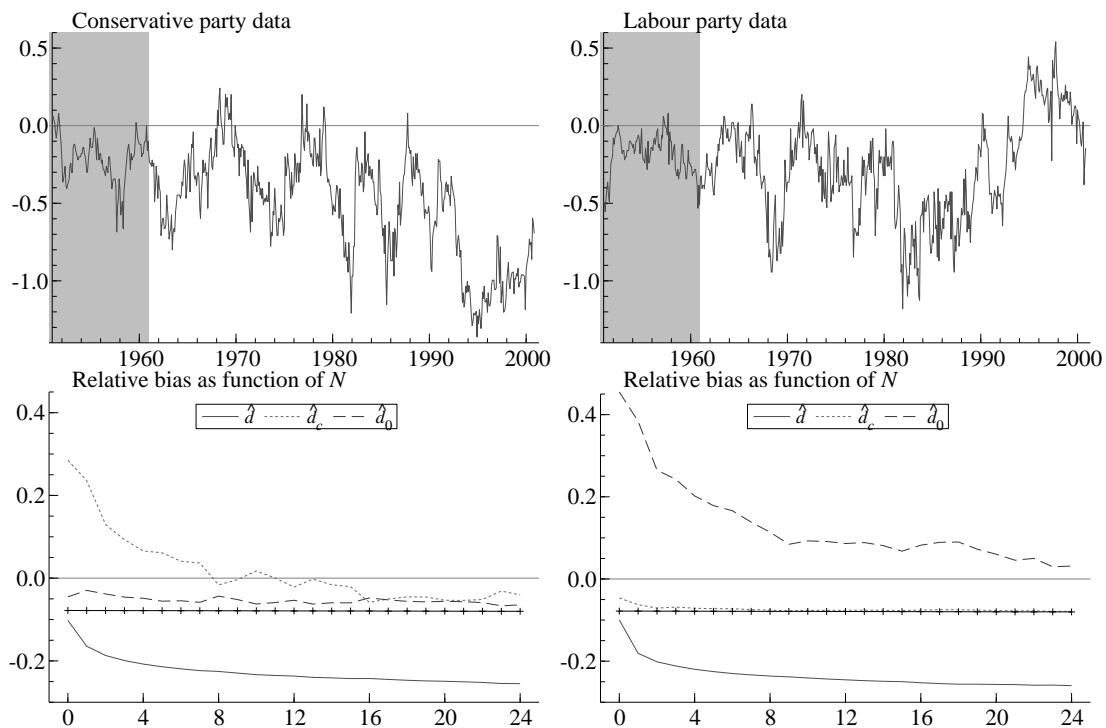 Conservative party data
0.5
0.0
-0.5
-1.0
1960 1970 1980 1990 2000
Labour party data
0.5
0.0
-0.5
-1.0
1960 1970 1980 1990 2000
Relative bias as function of N
d̂ d̂c d̂0
0.4
0.2
0.0
-0.2
0 4 8 12 16 20 24
Relative bias as function of N
d̂ d̂c d̂0
0.4
0.2
0.0
-0.2
0 4 8 12 16 20 24